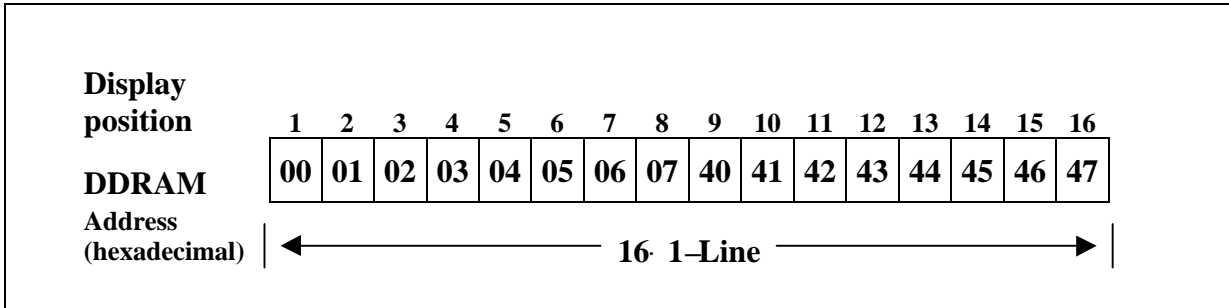 Display
position 1 2 3 4 5 6 7 8 9 10 11 12 13 14 15 16
DDRAM 00 01 02 03 04 05 06 07 40 41 42 43 44 45 46 47
Address
(hexadecimal) 16· 1–Line